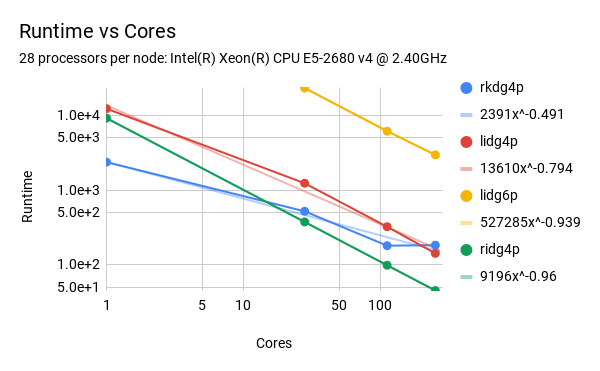 Runtime vs Cores
28 processors per node: Intel(R) Xeon(R) CPU E5-2680 v4 @ 2.40GHz
Runtime
1.0e+4
5.0e+3
1.0e+3
5.0e+2
1.0e+2
5.0e+1
1 5 10 50 100
Cores
rkdg4p
2391x^-0.491
lidg4p
13610x^-0.794
lidg6p
527285x^-0.939
ridg4p
9196x^-0.96